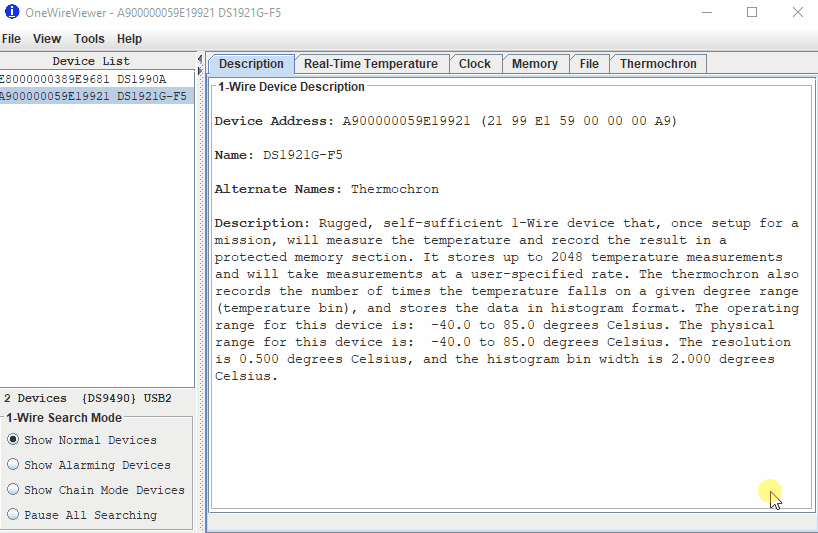 OneWireViewer - A900000059E19921 DS1921G-F5
File View Tools Help
Device List
E8000000389E9681 DS1990A
A900000059E19921 DS1921G-F5
2 Devices {DS9490} USB2
1-Wire Search Mode
Show Normal Devices
Show Alarming Devices
Show Chain Mode Devices
Pause All Searching
Description Real-Time Temperature Clock Memory File Thermochron
1-Wire Device Description
Device Address: A900000059E19921 (21 99 E1 59 00 00 00 A9)
Name: DS1921G-F5
Alternate Names: Thermochron
Description: Rugged, self-sufficient 1-Wire device that, once setup for a
mission, will measure the temperature and record the result in a
protected memory section. It stores up to 2048 temperature measurements
and will take measurements at a user-specified rate. The thermochron also
records the number of times the temperature falls on a given degree range
(temperature bin), and stores the data in histogram format. The operating
range for this device is: -40.0 to 85.0 degrees Celsius. The physical
range for this device is: -40.0 to 85.0 degrees Celsius. The resolution
is 0.500 degrees Celsius, and the histogram bin width is 2.000 degrees
Celsius.